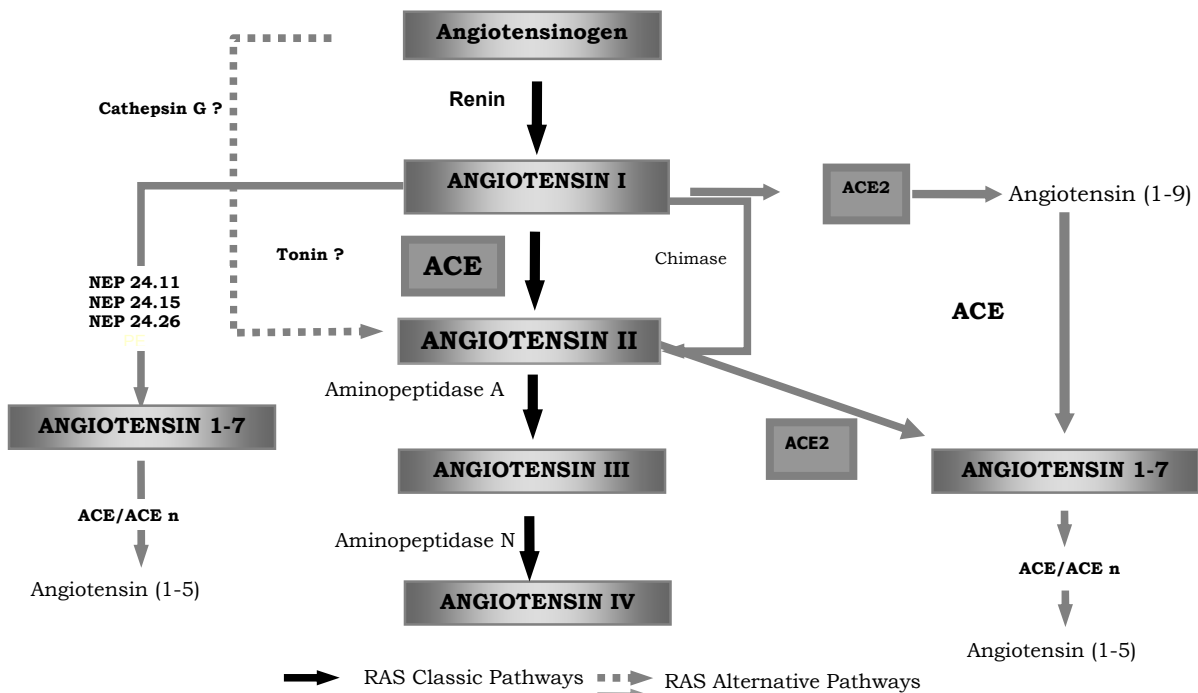 Angiotensinogen
Cathepsin G ?
Renin
ANGIOTENSIN I
ACE2
Angiotensin (1-9)
Tonin ?
ACE
Chimase
NEP 24.11
NEP 24.15
NEP 24.26
ACE
ANGIOTENSIN II
Aminopeptidase A
ANGIOTENSIN 1-7
ACE2
ANGIOTENSIN III
ANGIOTENSIN 1-7
ACE/ACE n
Aminopeptidase N
ACE/ACE n
Angiotensin (1-5)
ANGIOTENSIN IV
Angiotensin (1-5)
RAS Classic Pathways
RAS Alternative Pathways